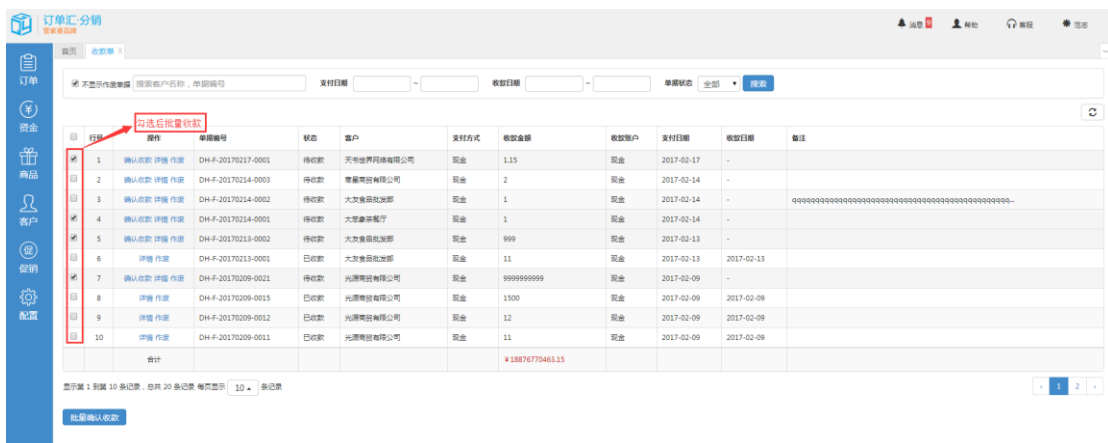 订单汇·分销
管家婆品牌
消息 0 帮助 客服
首页 收款单 X
订单
资金
商品
客户
促
促销
配置
不显示作废单据 搜索客户名称，单据编号 支付日期 ~ 收款日期 ~ 单据状态 全部 搜索
勾选后批量收款
行号 操作 单据编号 状态 客户 支付方式 收款金额 收款账户 支付日期 收款日期 备注
1 确认收款 详情 作废 DH-F-20170217-0001 待收款 天书世界网络有限公司 现金 1.15 现金 2017-02-17 -
2 确认收款 详情 作废 DH-F-20170214-0003 待收款 商贸有限公司 现金 2 现金 2017-02-14 -
3 确认收款 详情 作废 DH-F-20170214-0002 待收款 大友食品批发部 现金 1 现金 2017-02-14 -
4 确认收款 详情 作废 DH-F-20170214-0001 待收款 茶餐厅 现金 1 现金 2017-02-14 -
5 确认收款 详情 作废 DH-F-20170213-0002 待收款 大友食品批发部 现金 999 现金 2017-02-13 -
6 详情 作废 DH-F-20170213-0001 已收款 大友食品批发部 现金 11 现金 2017-02-13 2017-02-13
7 确认收款 详情 作废 DH-F-20170209-0021 待收款 光源商贸有限公司 现金 9999999999 现金 2017-02-09 -
8 详情 作废 DH-F-20170209-0015 已收款 光源商贸有限公司 现金 1500 现金 2017-02-09 2017-02-09
9 详情 作废 DH-F-20170209-0012 已收款 光源商贸有限公司 现金 12 现金 2017-02-09 2017-02-09
10 详情 作废 DH-F-20170209-0011 已收款 光源商贸有限公司 现金 11 现金 2017-02-09 2017-02-09
合计 ¥18876770463.15
显示第 1 到第 10 条记录，总共 20 条记录 每页显示 10 条记录
‹ 1 2 ›
批量确认收款